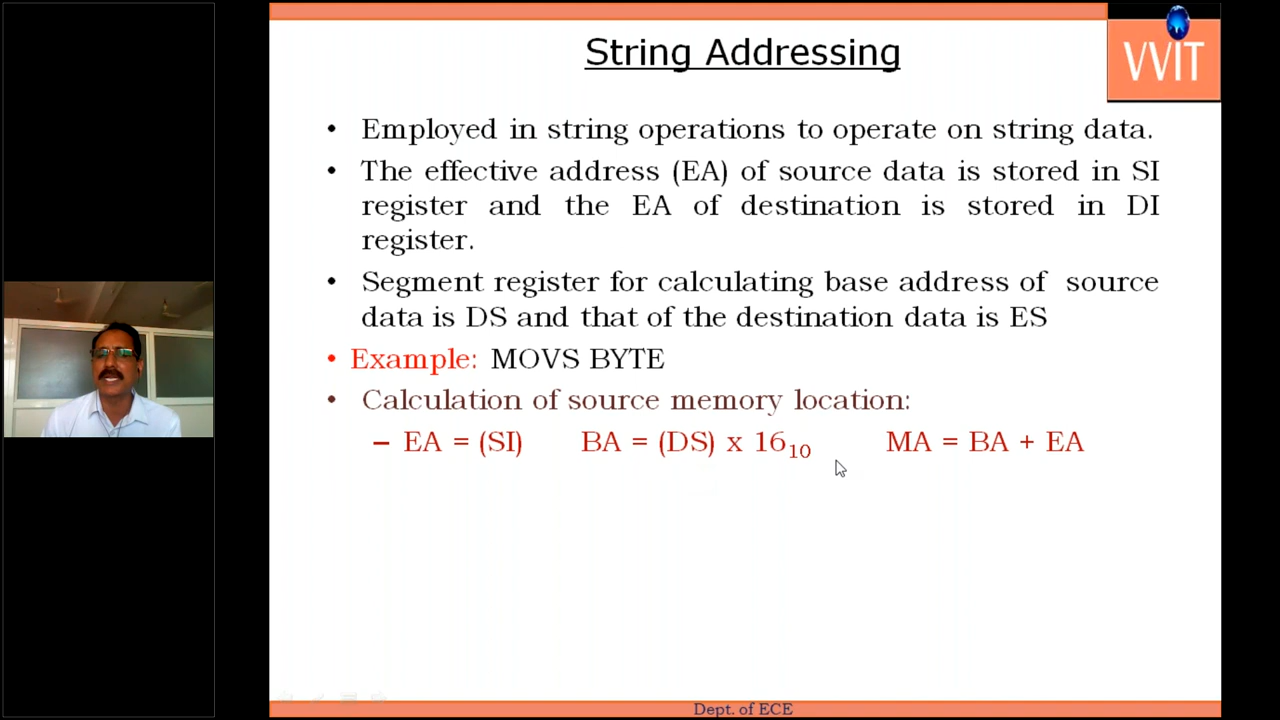 String Addressing
VVIT
• Employed in string operations to operate on string data.
• The effective address (EA) of source data is stored in SI
register and the EA of destination is stored in DI
register.
• Segment register for calculating base address of source
data is DS and that of the destination data is ES
• Example: MOVS BYTE
• Calculation of source memory location:
– EA = (SI) BA = (DS) x 16₁₀ MA = BA + EA
Dept. of ECE